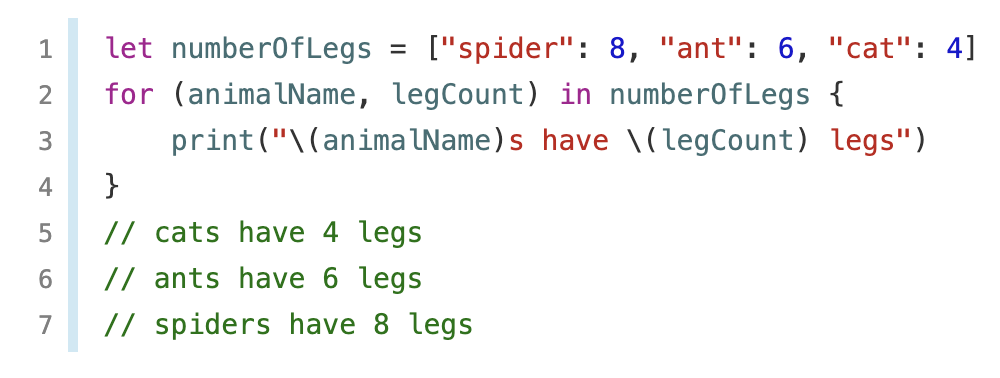 1 let numberOfLegs = ["spider": 8, "ant": 6, "cat": 4]
2 for (animalName, legCount) in numberOfLegs {
3     print("\(animalName)s have \(legCount) legs")
4 }
5 // cats have 4 legs
6 // ants have 6 legs
7 // spiders have 8 legs